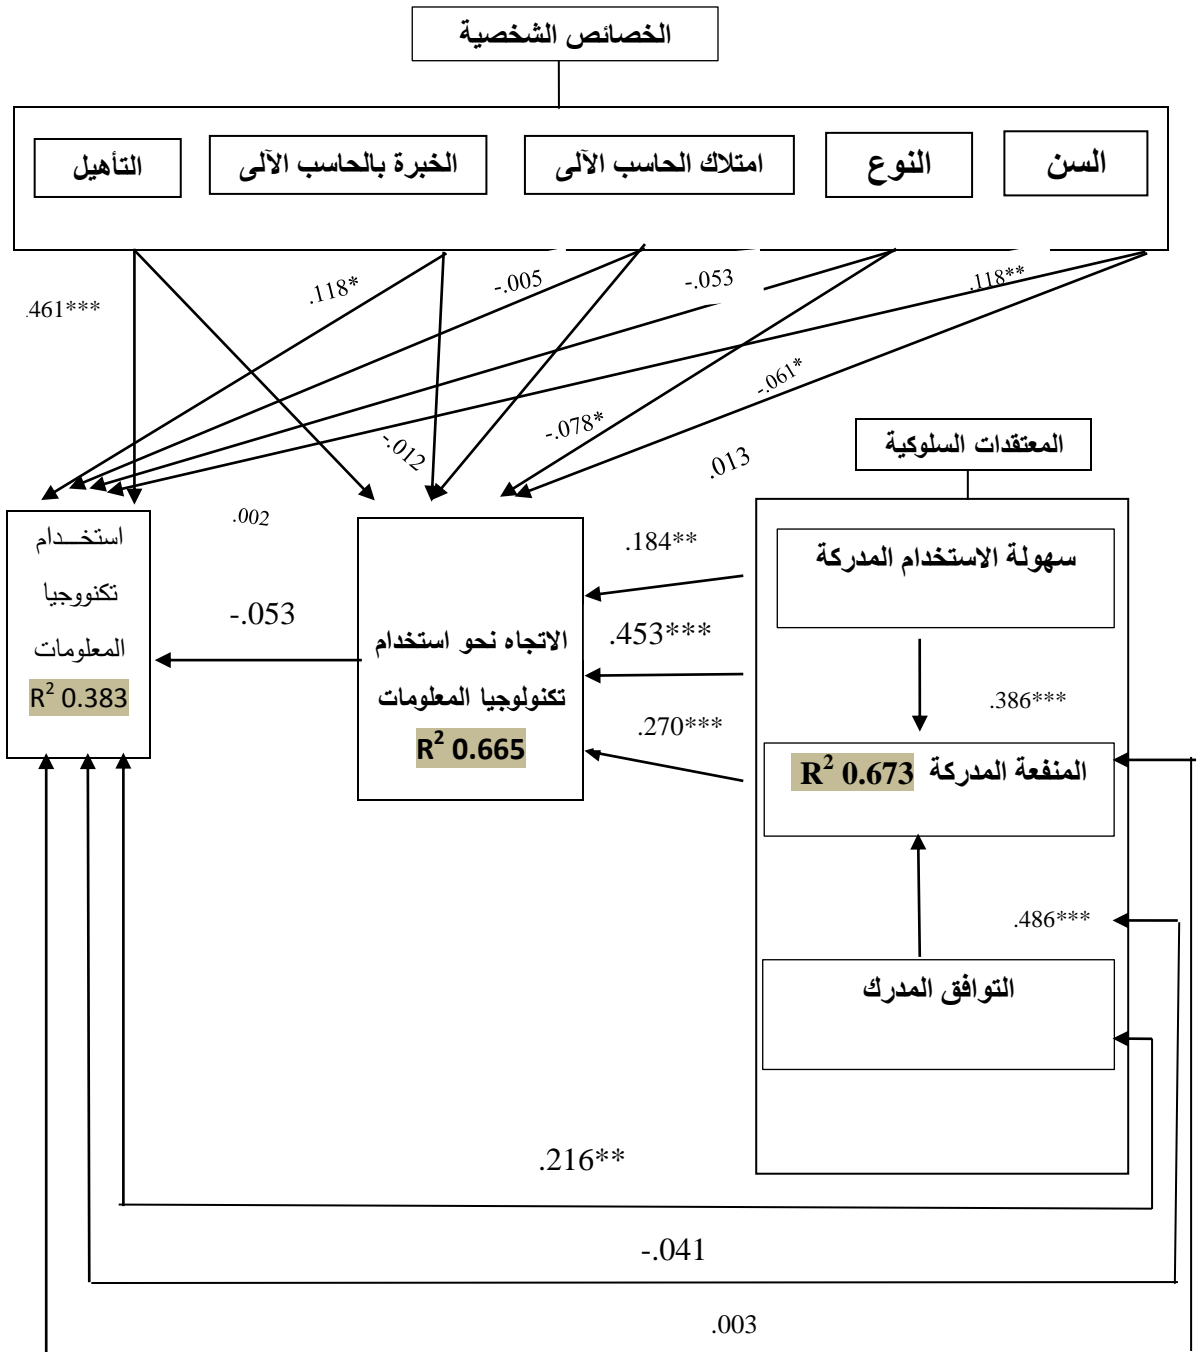 الخصائص الشخصية
السن
النوع
امتلاك الحاسب الآلى
الخبرة بالحاسب الآلى
التأهيل
.461***
.118*
-.005
-.053
.118**
-.061*
-.078*
-.012
.013
.002
المعتقدات السلوكية
سهولة الاستخدام المدركة
.386***
المنفعة المدركة R² 0.673
.486***
التوافق المدرك
.184**
.453***
.270***
الاتجاه نحو استخدام
تكنولوجيا المعلومات
R² 0.665
-.053
استخـــدام
تكنووجيا
المعلومات
R² 0.383
.216**
-.041
.003